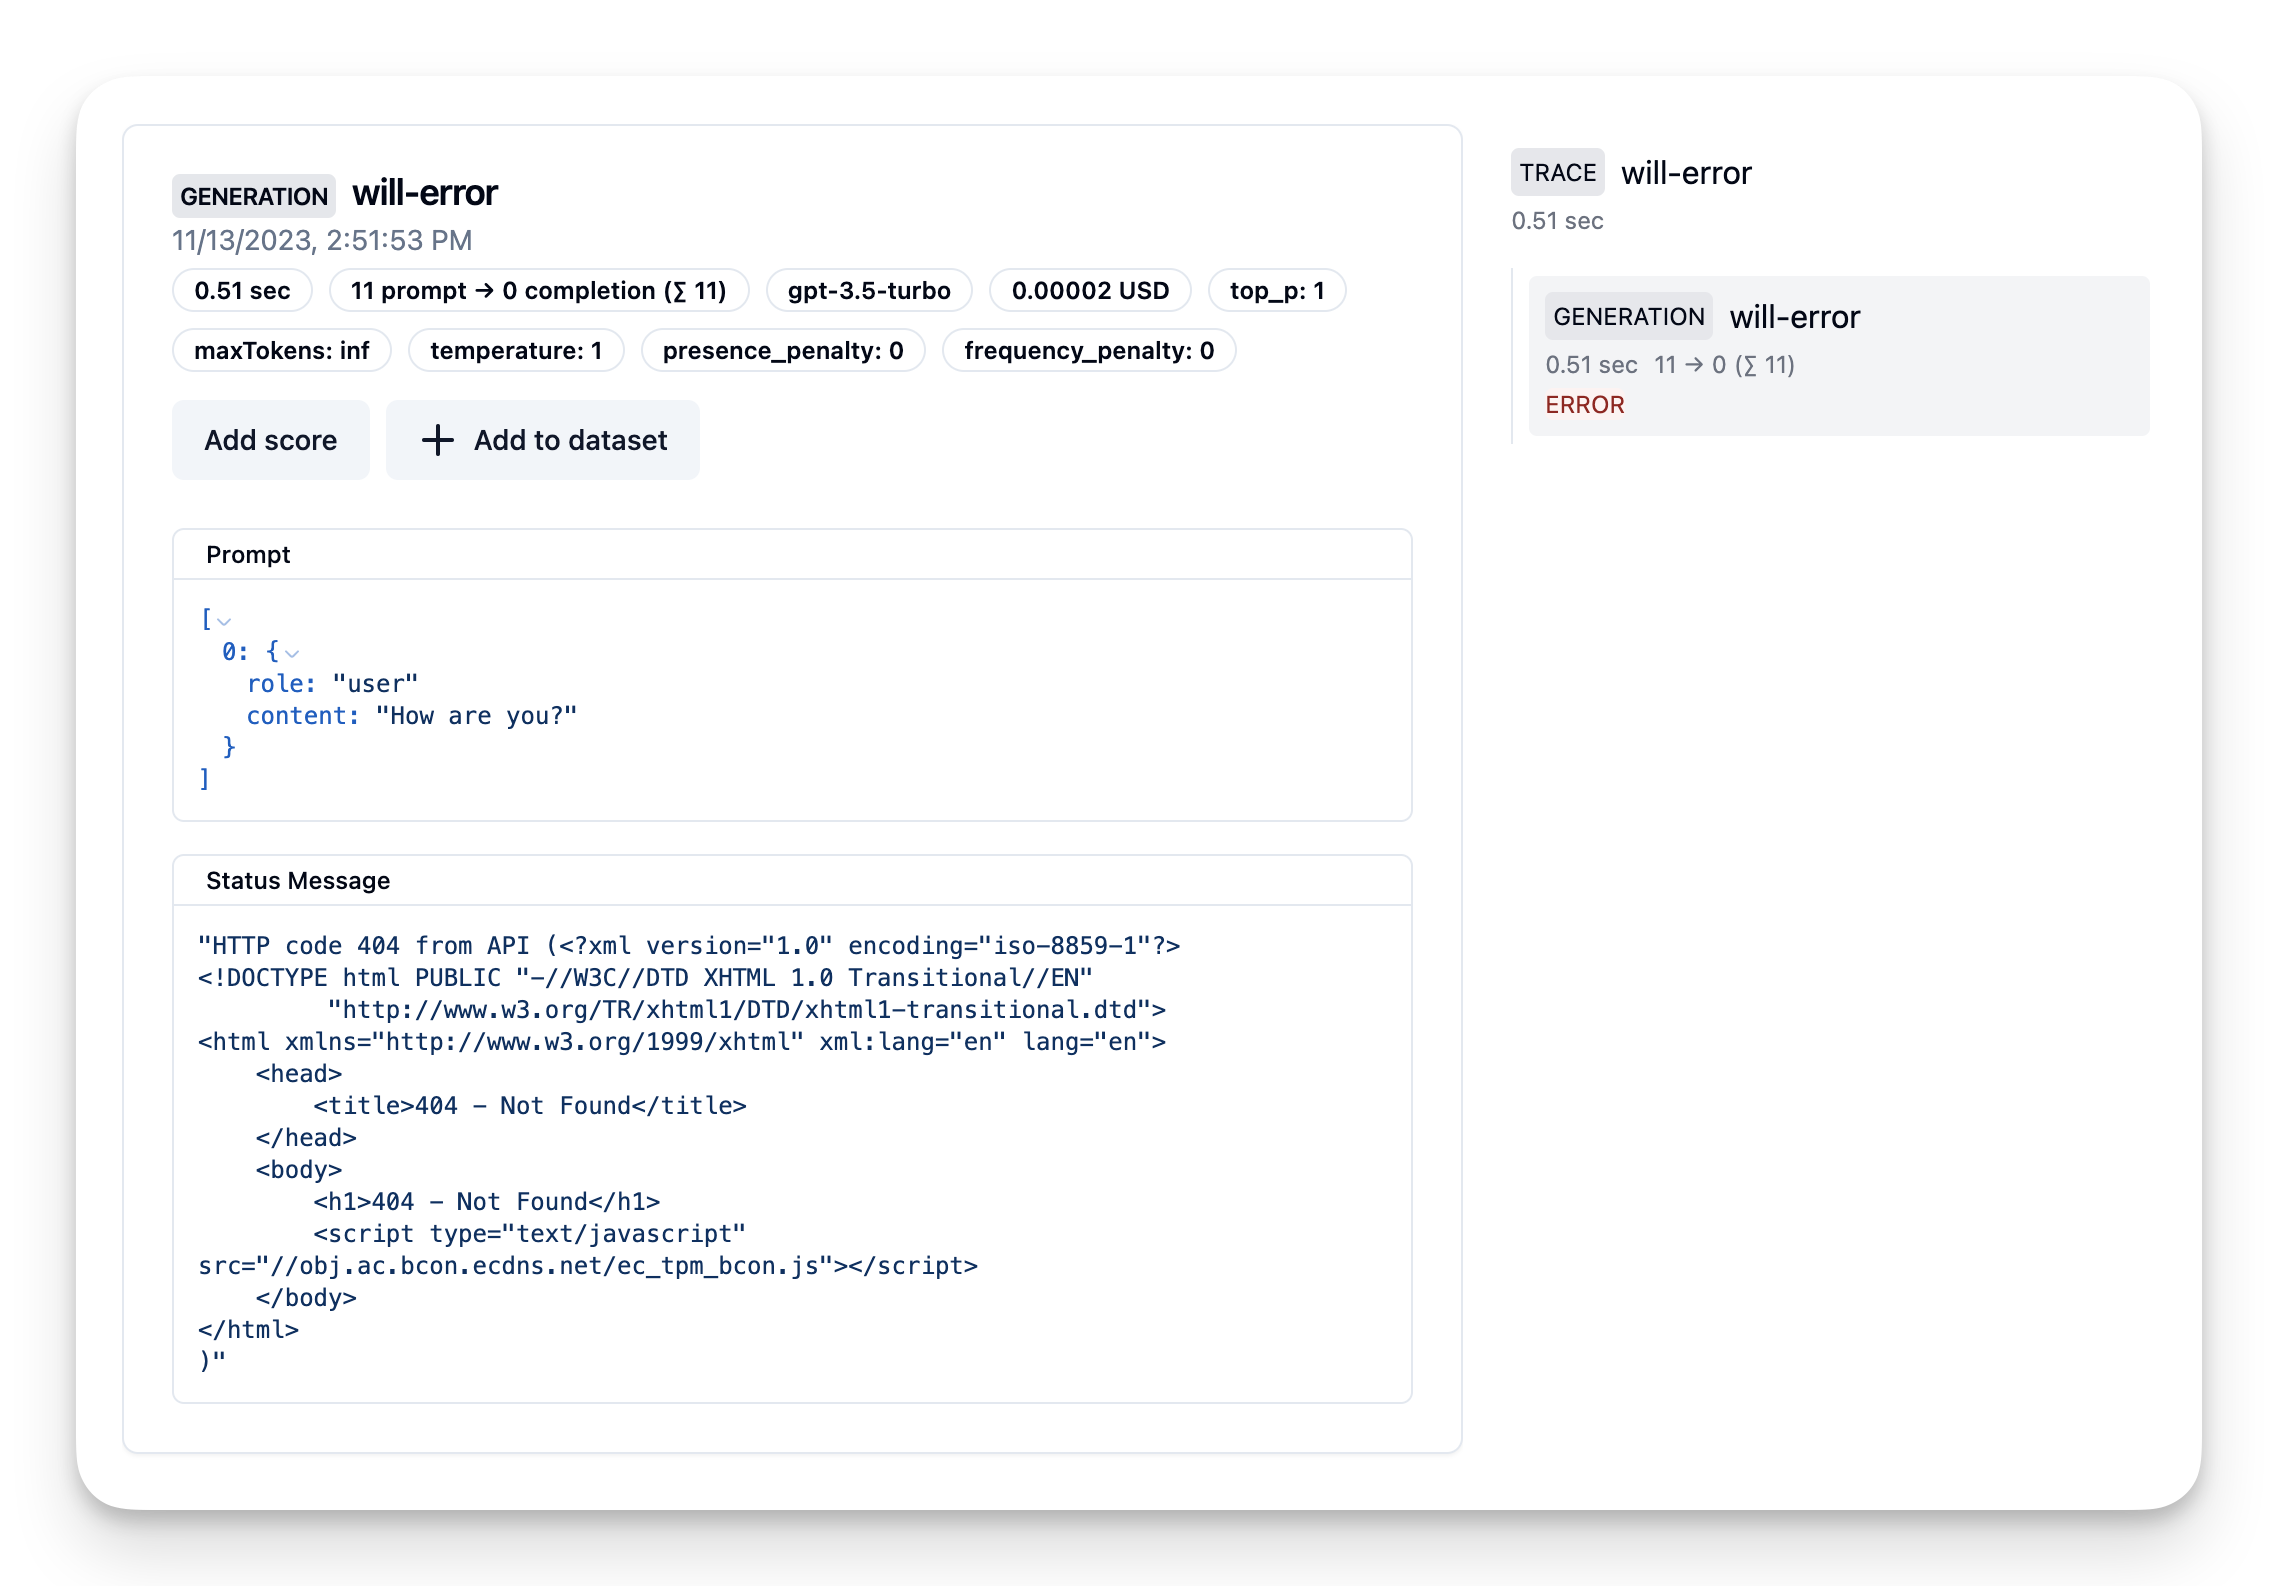 GENERATION will-error
11/13/2023, 2:51:53 PM
0.51 sec 11 prompt → 0 completion (∑ 11) gpt-3.5-turbo 0.00002 USD top_p: 1
maxTokens: inf temperature: 1 presence_penalty: 0 frequency_penalty: 0
Add score + Add to dataset
Prompt
[
0: {
role: "user"
content: "How are you?"
}
]
Status Message
"HTTP code 404 from API (<?xml version="1.0" encoding="iso-8859-1"?>
<!DOCTYPE html PUBLIC "-//W3C//DTD XHTML 1.0 Transitional//EN"
"http://www.w3.org/TR/xhtml1/DTD/xhtml1-transitional.dtd">
<html xmlns="http://www.w3.org/1999/xhtml" xml:lang="en" lang="en">
<head>
<title>404 - Not Found</title>
</head>
<body>
<h1>404 - Not Found</h1>
<script type="text/javascript"
src="//obj.ac.bcon.ecdns.net/ec_tpm_bcon.js"></script>
</body>
</html>
)"
TRACE will-error
0.51 sec
GENERATION will-error
0.51 sec 11 → 0 (∑ 11)
ERROR